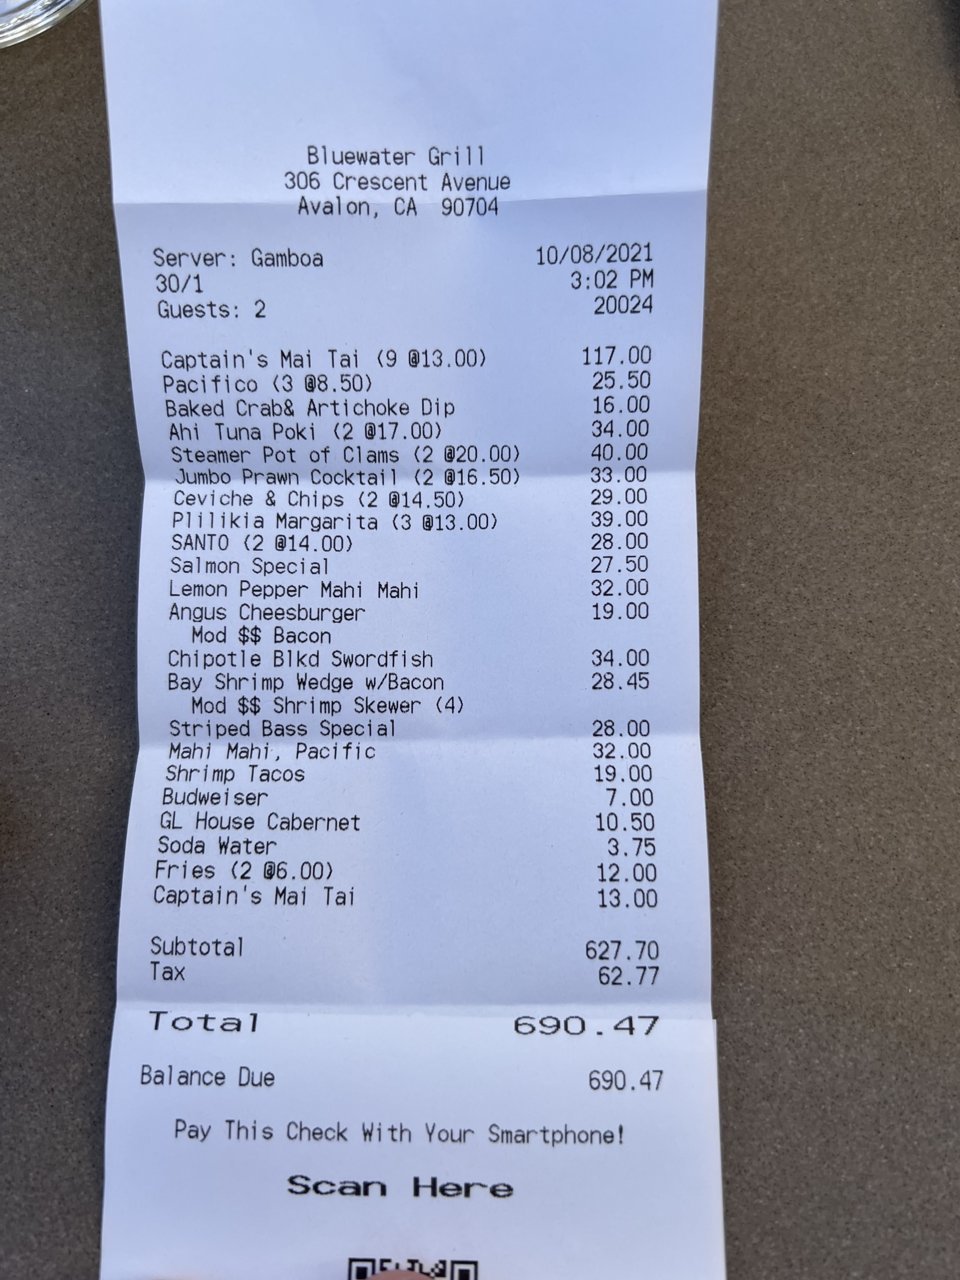 Bluewater Grill
306 Crescent Avenue
Avalon, CA 90704
Server: Gamboa 10/08/2021
30/1 3:02 PM
Guests: 2 20024
Captain's Mai Tai (9 @13.00) 117.00
Pacifico (3 @8.50) 25.50
Baked Crab& Artichoke Dip 16.00
Ahi Tuna Poki (2 @17.00) 34.00
Steamer Pot of Clams (2 @20.00) 40.00
Jumbo Prawn Cocktail (2 @16.50) 33.00
Ceviche & Chips (2 @14.50) 29.00
Plilikia Margarita (3 @13.00) 39.00
SANTO (2 @14.00) 28.00
Salmon Special 27.50
Lemon Pepper Mahi Mahi 32.00
Angus Cheesburger 19.00
Mod $$ Bacon
Chipotle Blkd Swordfish 34.00
Bay Shrimp Wedge w/Bacon 28.45
Mod $$ Shrimp Skewer (4)
Striped Bass Special 28.00
Mahi Mahi, Pacific 32.00
Shrimp Tacos 19.00
Budweiser 7.00
GL House Cabernet 10.50
Soda Water 3.75
Fries (2 @6.00) 12.00
Captain's Mai Tai 13.00
Subtotal 627.70
Tax 62.77
Total 690.47
Balance Due 690.47
Pay This Check With Your Smartphone!
Scan Here